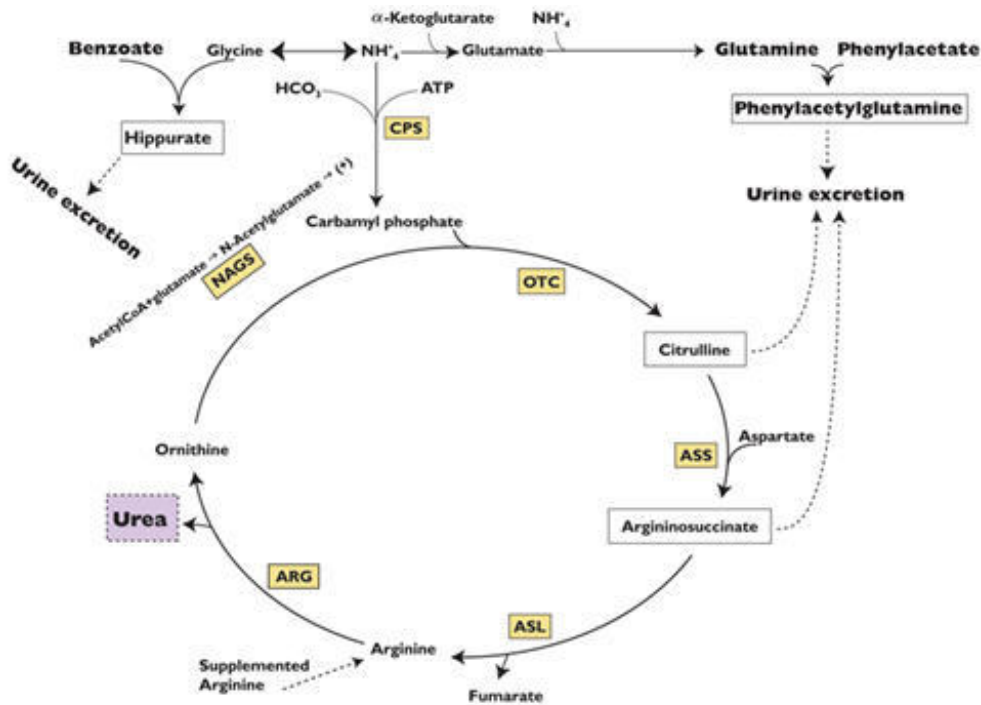 α-Ketoglutarate
NH⁺₄
Benzoate
Glycine
NH⁺₄
Glutamate
Glutamine
Phenylacetate
HCO₃
ATP
Phenylacetylglutamine
CPS
Hippurate
Urine excretion
AcetylCoA+glutamate → N-Acetylglutamate → (+)
NAGS
Urine excretion
Carbamyl phosphate
OTC
Citrulline
Aspartate
ASS
Ornithine
Urea
Argininosuccinate
ARG
ASL
Arginine
Supplemented
Arginine
Fumarate